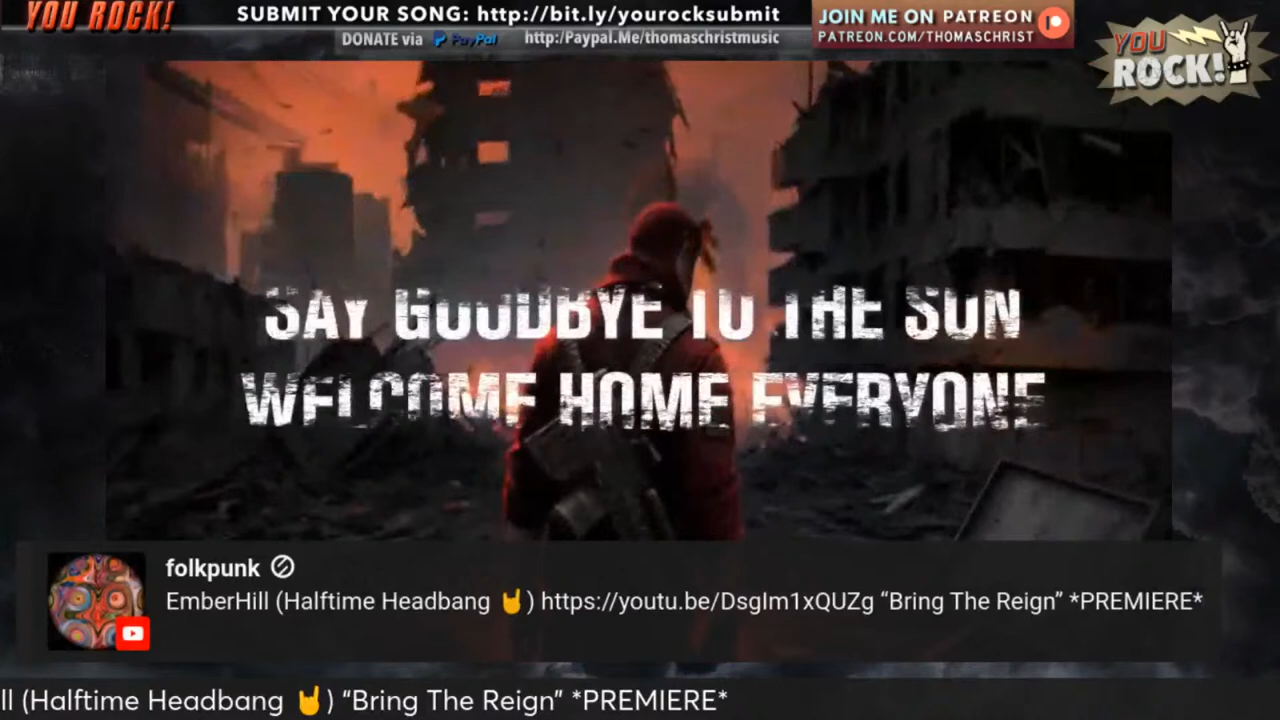 YOU ROCK!
SUBMIT YOUR SONG: http://bit.ly/yourocksubmit
DONATE via PayPal http:/Paypal.Me/thomaschristmusic
JOIN ME ON PATREON
PATREON.COM/THOMASCHRIST
YOU
ROCK!
SAY GOODBYE TO THE SUN
WELCOME HOME EVERYONE
folkpunk
EmberHill (Halftime Headbang 🤘) https://youtu.be/DsgIm1xQUZg “Bring The Reign” *PREMIERE*
ll (Halftime Headbang 🤘) “Bring The Reign” *PREMIERE*